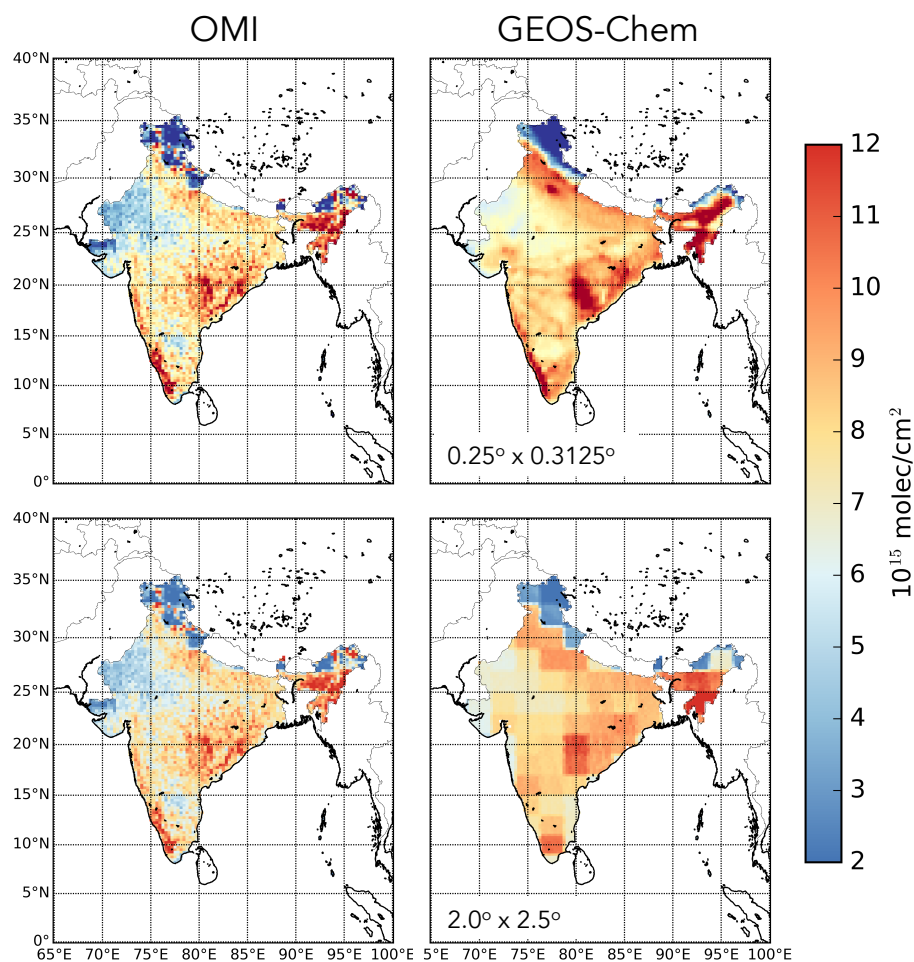 OMI
GEOS-Chem
40°N
35°N
30°N
25°N
20°N
15°N
10°N
5°N
0°
0.25° x 0.3125°
40°N
35°N
30°N
25°N
20°N
15°N
10°N
5°N
0°
65°E 70°E 75°E 80°E 85°E 90°E 95°E 100°E
2.0° x 2.5°
5°E 70°E 75°E 80°E 85°E 90°E 95°E 100°E
12
11
10
9
8
7
6
5
4
3
2
10¹⁵ molec/cm²